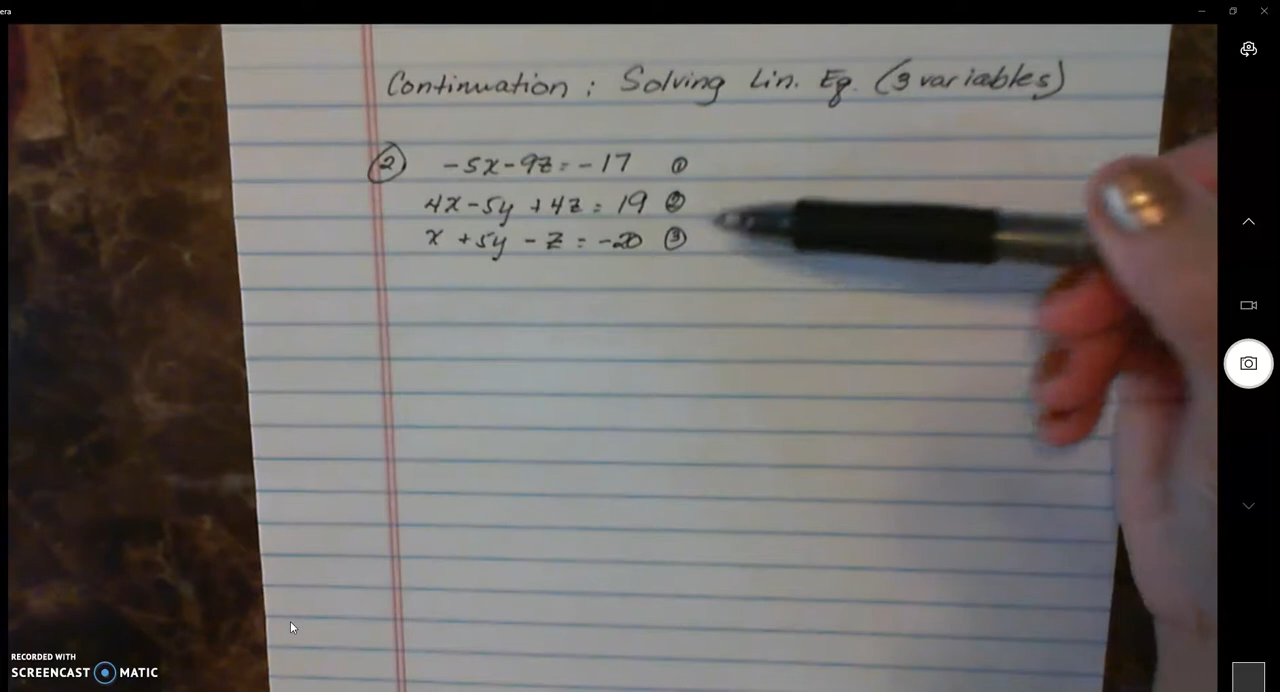 era
Continuation : Solving Lin. Eq. (3 variables)
② -5x-9z=-17 ①
4x-5y+4z=19 ②
x+5y-z=-20 ③
RECORDED WITH
SCREENCAST MATIC